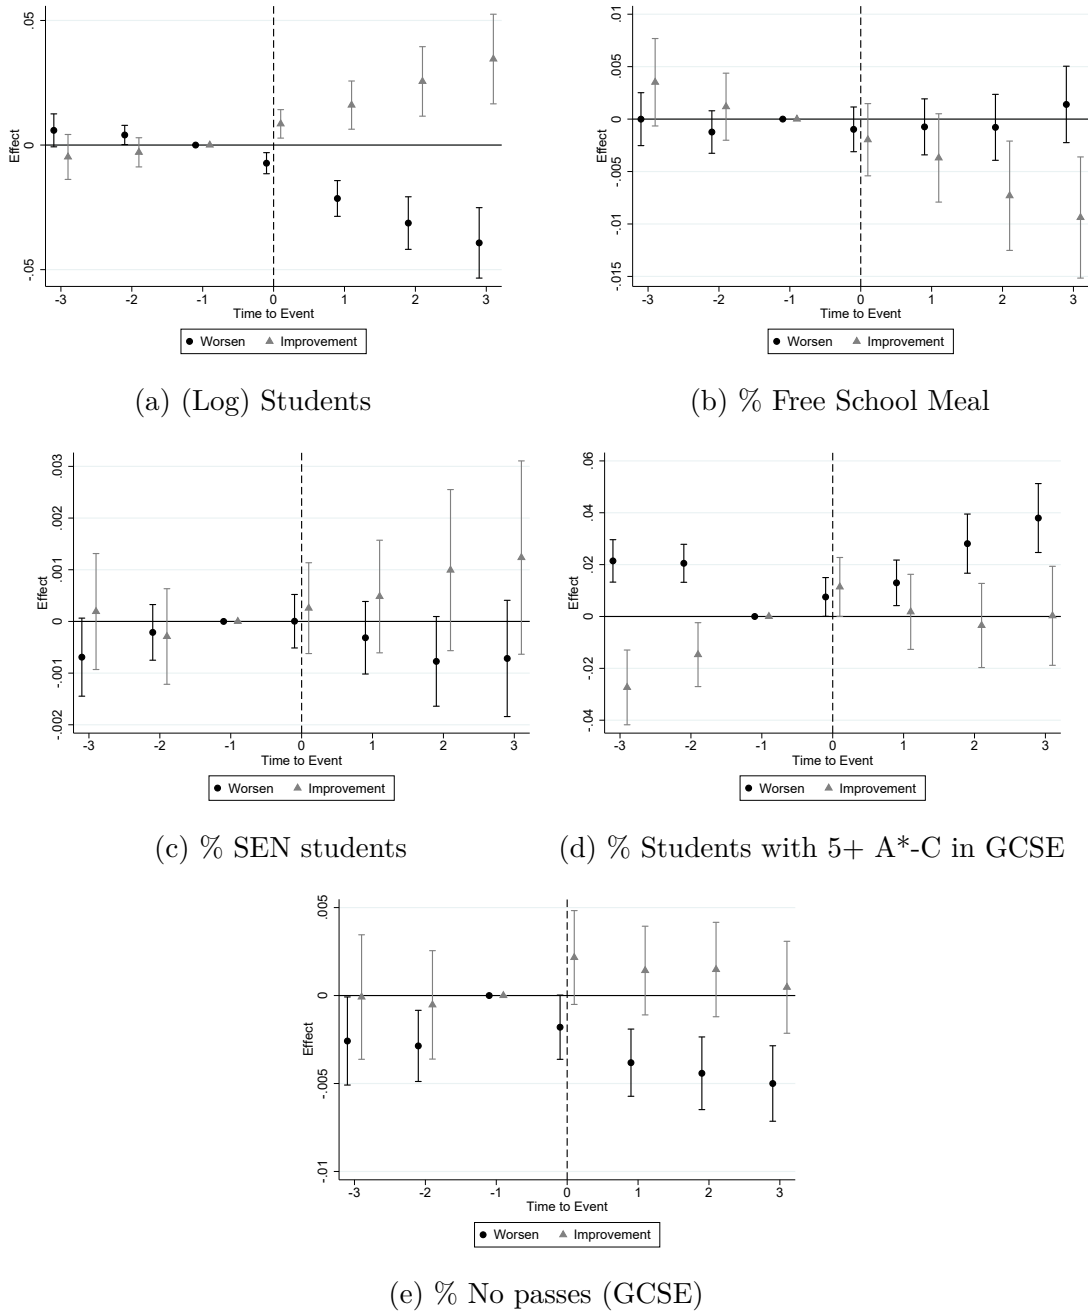 .05
0
-.05
Effect
-3 -2 -1 0 1 2 3
Time to Event
Worsen Improvement
(a) (Log) Students
.01
.005
0
-.005
-.01
-.015
Effect
-3 -2 -1 0 1 2 3
Time to Event
Worsen Improvement
(b) % Free School Meal
.003
.002
.001
0
-.001
-.002
Effect
-3 -2 -1 0 1 2 3
Time to Event
Worsen Improvement
(c) % SEN students
.06
.04
.02
0
-.02
-.04
Effect
-3 -2 -1 0 1 2 3
Time to Event
Worsen Improvement
(d) % Students with 5+ A*-C in GCSE
.005
0
-.005
-.01
Effect
-3 -2 -1 0 1 2 3
Time to Event
Worsen Improvement
(e) % No passes (GCSE)